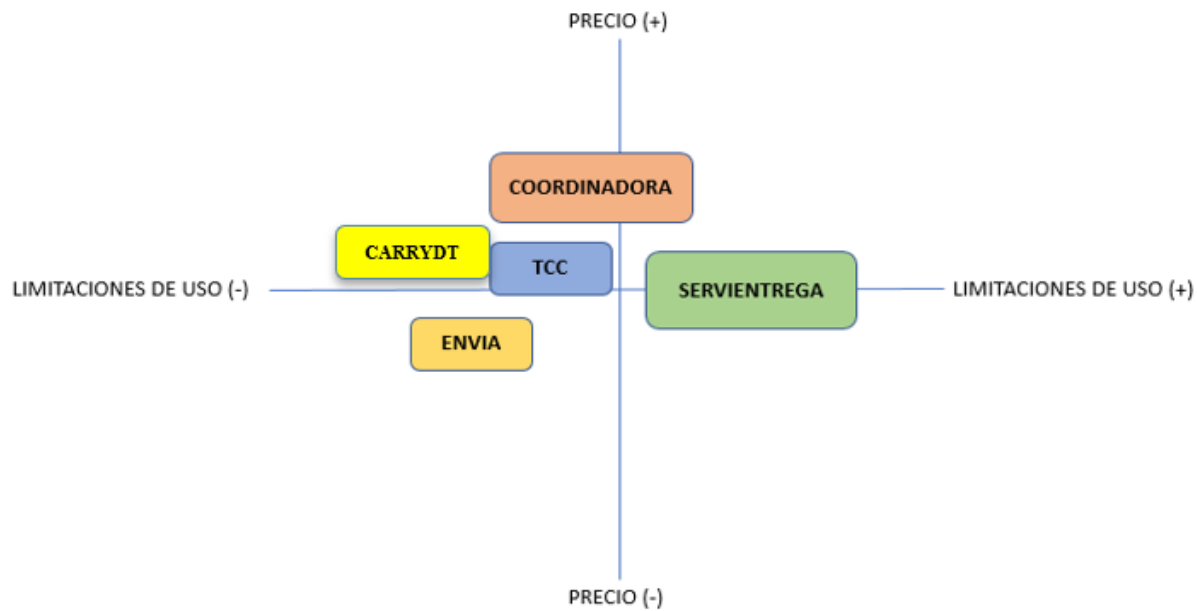 PRECIO (+)
COORDINADORA
CARRYDT
TCC
LIMITACIONES DE USO (-)
SERVIENTREGA
LIMITACIONES DE USO (+)
ENVIA
PRECIO (-)